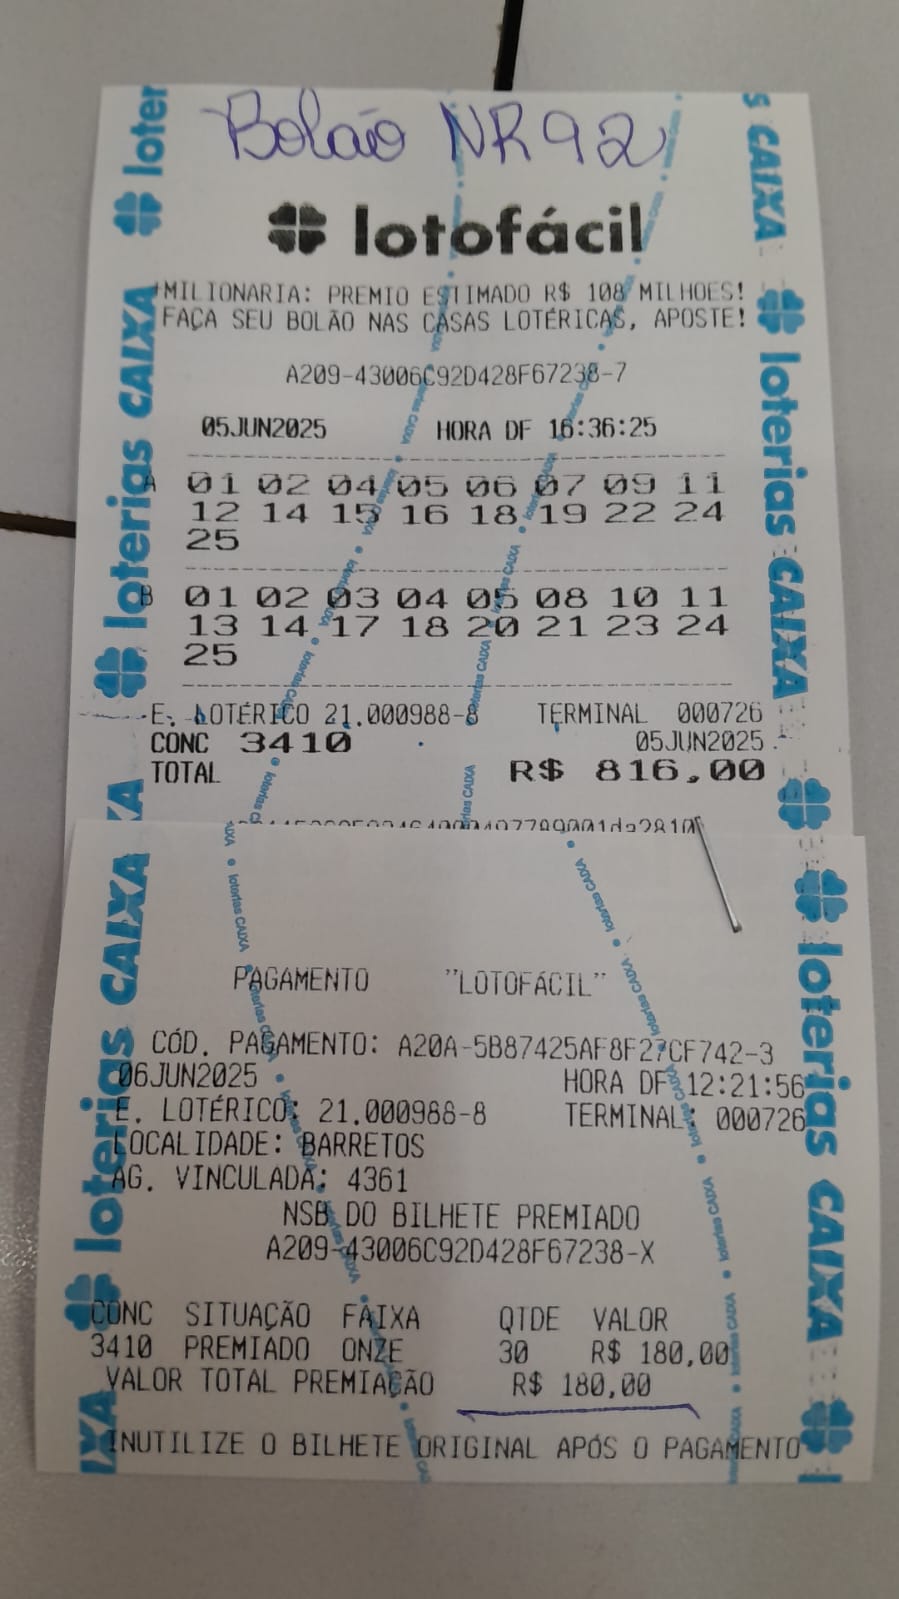 Bolão NR 92
lotofácil
+MILIONARIA: PREMIO ESTIMADO R$ 108 MILHOES!
FAÇA SEU BOLÃO NAS CASAS LOTÉRICAS, APOSTE!
A209-43006C92D428F67238-7
05JUN2025 HORA DF 16:36:25
A 01 02 04 05 06 07 09 11
12 14 15 16 18 19 22 24
25
B 01 02 03 04 05 08 10 11
13 14 17 18 20 21 23 24
25
E. LOTÉRICO 21.000988-8 TERMINAL 000726
CONC 3410 05JUN2025
TOTAL R$ 816,00
PAGAMENTO "LOTOFÁCIL"
CÓD. PAGAMENTO: A20A-5B87425AF8F27CF742-3
06JUN2025 HORA DF 12:21:56
E. LOTÉRICO: 21.000988-8 TERMINAL: 000726
LOCALIDADE: BARRETOS
AG. VINCULADA: 4361
NSB DO BILHETE PREMIADO
A209-43006C92D428F67238-X
CONC SITUAÇÃO FAIXA QTDE VALOR
3410 PREMIADO ONZE 30 R$ 180,00
VALOR TOTAL PREMIAÇÃO R$ 180,00
INUTILIZE O BILHETE ORIGINAL APÓS O PAGAMENTO
loterias CAIXA
loterias CAIXA
loterias CAIXA
loterias CAIXA